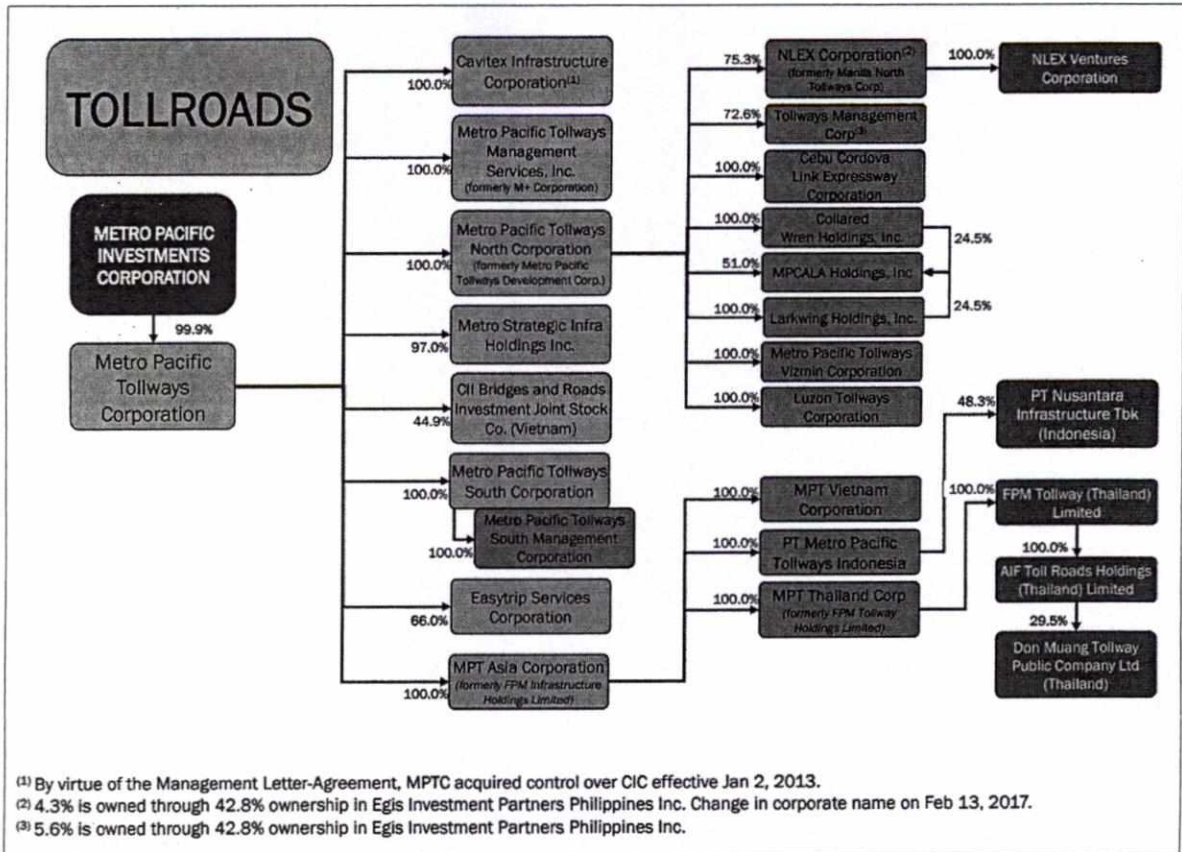 TOLLROADS
METRO PACIFIC
INVESTMENTS
CORPORATION
99.9%
Metro Pacific
Tollways
Corporation
100.0%
Cavitex Infrastructure
Corporation(1)
100.0%
Metro Pacific Tollways
Management
Services, Inc.
(formerly M+ Corporation)
100.0%
Metro Pacific Tollways
North Corporation
(formerly Metro Pacific
Tollways Development Corp.)
97.0%
Metro Strategic Infra
Holdings Inc.
44.9%
CII Bridges and Roads
Investment Joint Stock
Co. (Vietnam)
100.0%
Metro Pacific Tollways
South Corporation
100.0%
Metro Pacific Tollways
South Management
Corporation
66.0%
Easytrip Services
Corporation
100.0%
MPT Asia Corporation
(formerly FPM Infrastructure
Holdings Limited)
75.3%
NLEX Corporation(2)
(formerly Manila North
Tollways Corp)
100.0%
NLEX Ventures
Corporation
72.6%
Tollways Management
Corp(3)
100.0%
Cebu Cordova
Link Expressway
Corporation
100.0%
Collared
Wren Holdings, Inc.
24.5%
51.0%
MPCALA Holdings, Inc
24.5%
100.0%
Larkwing Holdings, Inc.
100.0%
Metro Pacific Tollways
Vizmin Corporation
100.0%
Luzon Tollways
Corporation
100.0%
MPT Vietnam
Corporation
100.0%
PT Metro Pacific
Tollways Indonesia
100.0%
MPT Thailand Corp
(formerly FPM Tollway
Holdings Limited)
48.3%
PT Nusantara
Infrastructure Tbk
(Indonesia)
100.0%
FPM Tollway (Thailand)
Limited
100.0%
AIF Toll Roads Holdings
(Thailand) Limited
29.5%
Don Muang Tollway
Public Company Ltd
(Thailand)
(1) By virtue of the Management Letter-Agreement, MPTC acquired control over CIC effective Jan 2, 2013.
(2) 4.3% is owned through 42.8% ownership in Egis Investment Partners Philippines Inc. Change in corporate name on Feb 13, 2017.
(3) 5.6% is owned through 42.8% ownership in Egis Investment Partners Philippines Inc.